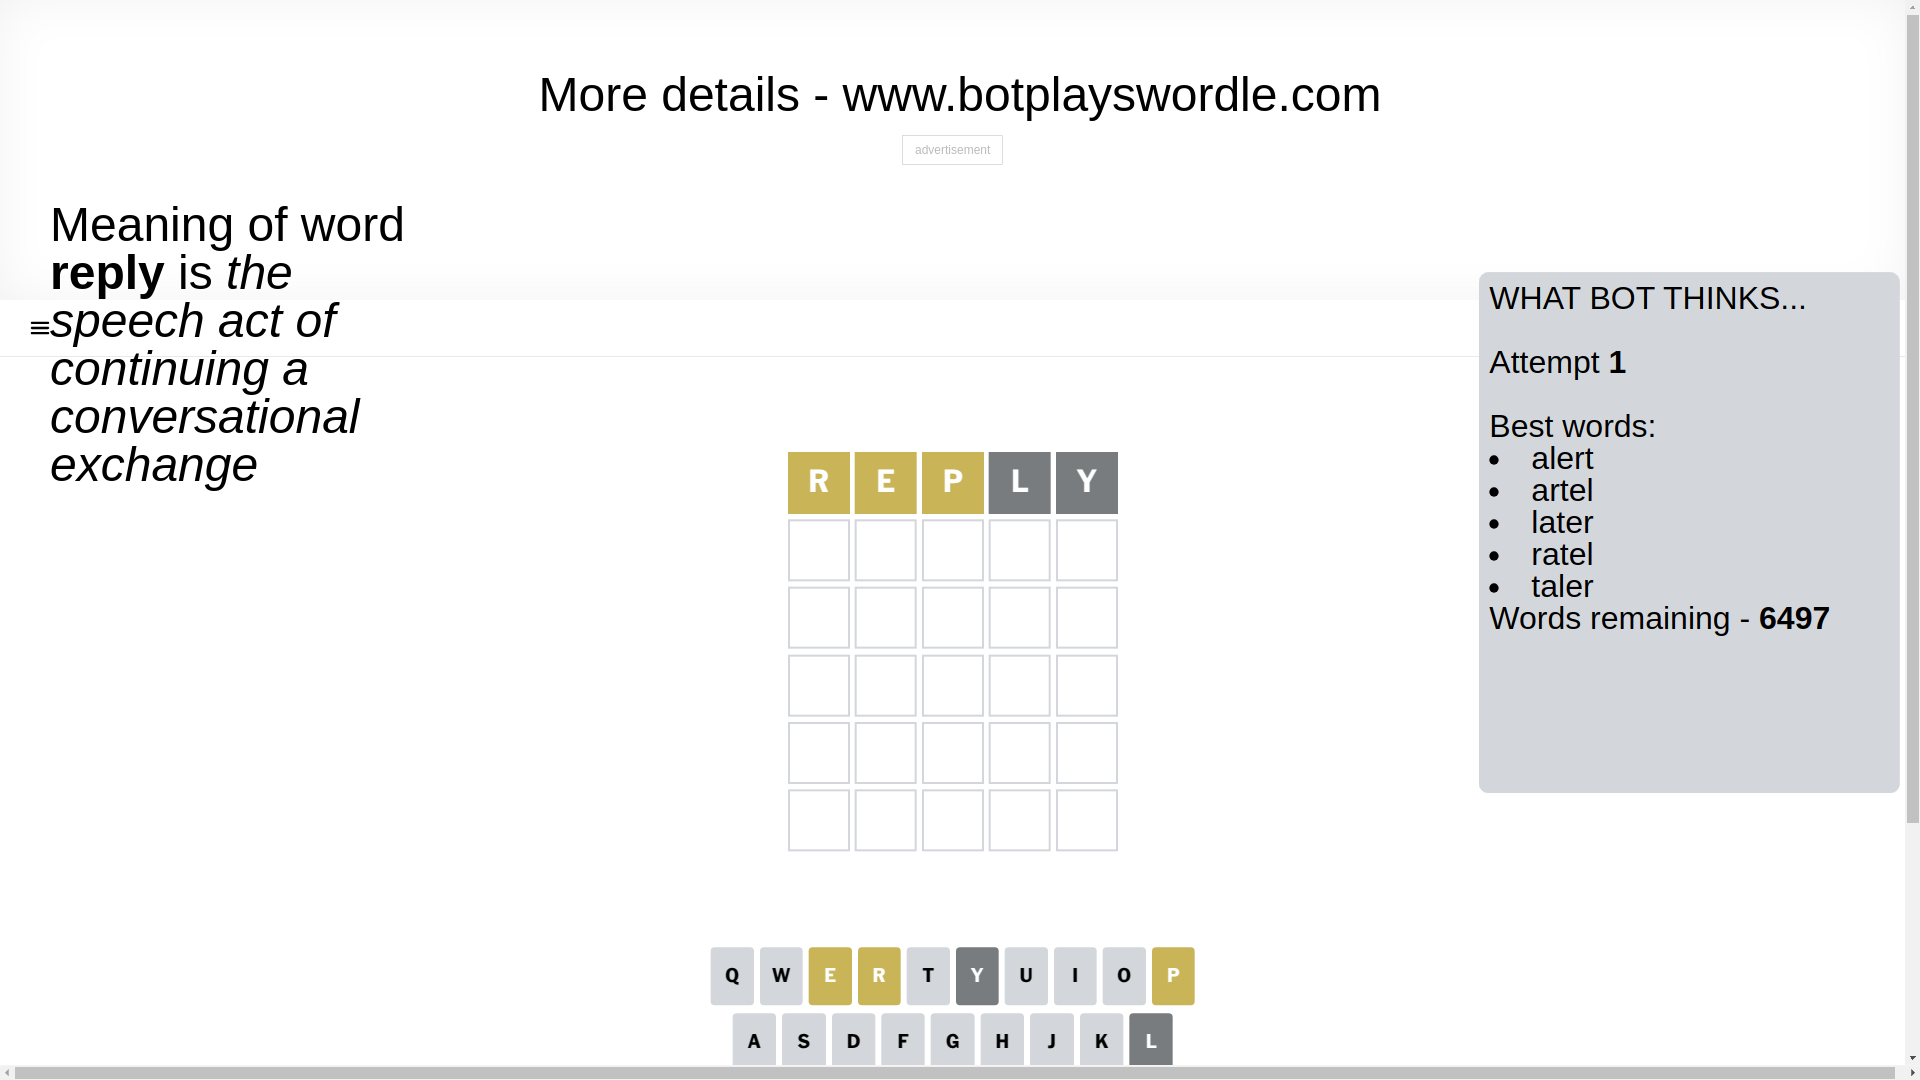 More details - www.botplayswordle.com
advertisement
Meaning of word
reply is the
speech act of
continuing a
conversational
exchange
WHAT BOT THINKS...
Attempt 1
Best words:
• alert
• artel
• later
• ratel
• taler
Words remaining - 6497
R E P L Y
Q W E R T Y U I O P
A S D F G H J K L